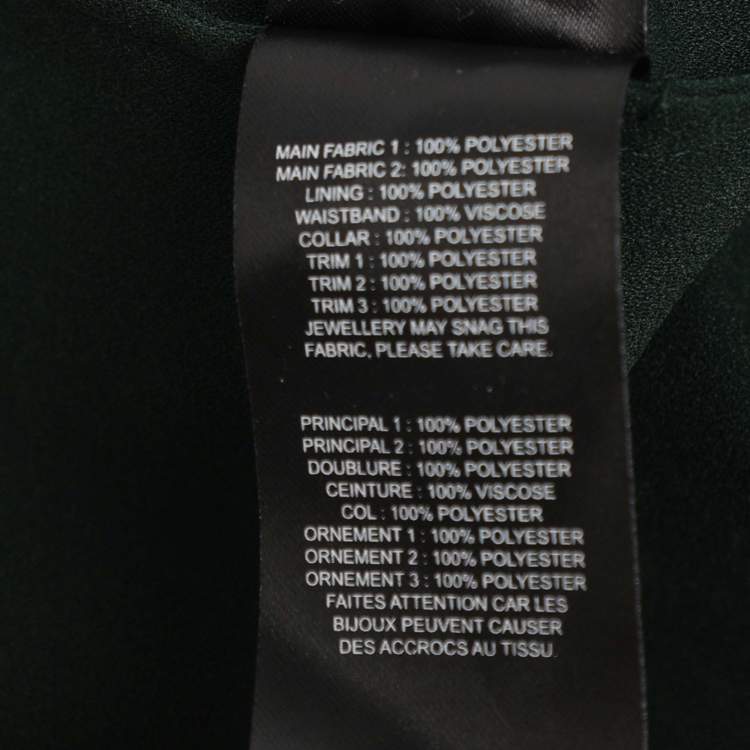 MAIN FABRIC 1 : 100% POLYESTER
MAIN FABRIC 2: 100% POLYESTER
LINING : 100% POLYESTER
WAISTBAND : 100% VISCOSE
COLLAR : 100% POLYESTER
TRIM 1 : 100% POLYESTER
TRIM 2 : 100% POLYESTER
TRIM 3 : 100% POLYESTER
JEWELLERY MAY SNAG THIS
FABRIC, PLEASE TAKE CARE.
PRINCIPAL 1 : 100% POLYESTER
PRINCIPAL 2 : 100% POLYESTER
DOUBLURE : 100% POLYESTER
CEINTURE : 100% VISCOSE
COL : 100% POLYESTER
ORNEMENT 1 : 100% POLYESTER
ORNEMENT 2 : 100% POLYESTER
ORNEMENT 3 : 100% POLYESTER
FAITES ATTENTION CAR LES
BIJOUX PEUVENT CAUSER
DES ACCROCS AU TISSU.